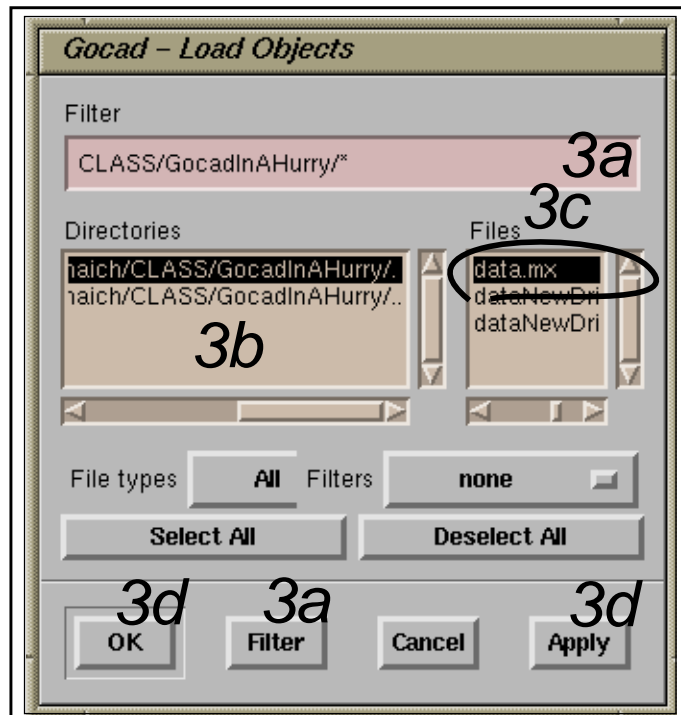 Gocad – Load Objects
Filter
CLASS/GocadInAHurry/* 3a
3c
Directories Files
naich/CLASS/GocadInAHurry/. data.mx
naich/CLASS/GocadInAHurry/.. dataNewDri
3b dataNewDri
File types All Filters none
Select All Deselect All
3d 3a 3d
OK Filter Cancel Apply